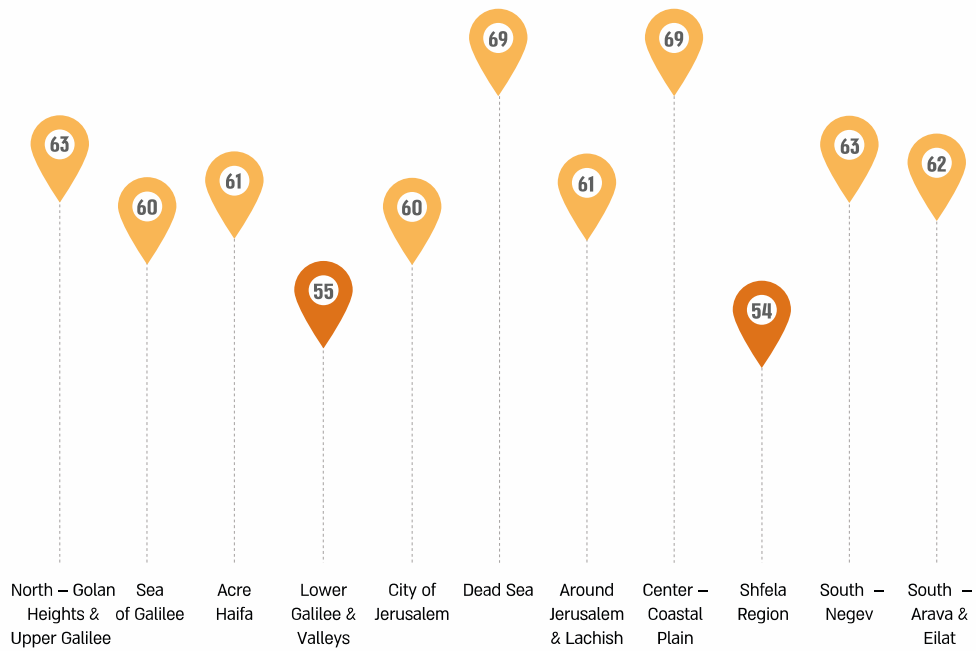 69
69
63
63
62
61
61
60
60
55
54
North – Golan
Heights &
Upper Galilee
Sea
of Galilee
Acre
Haifa
Lower
Galilee &
Valleys
City of
Jerusalem
Dead Sea
Around
Jerusalem
& Lachish
Center –
Coastal
Plain
Shfela
Region
South –
Negev
South –
Arava &
Eilat